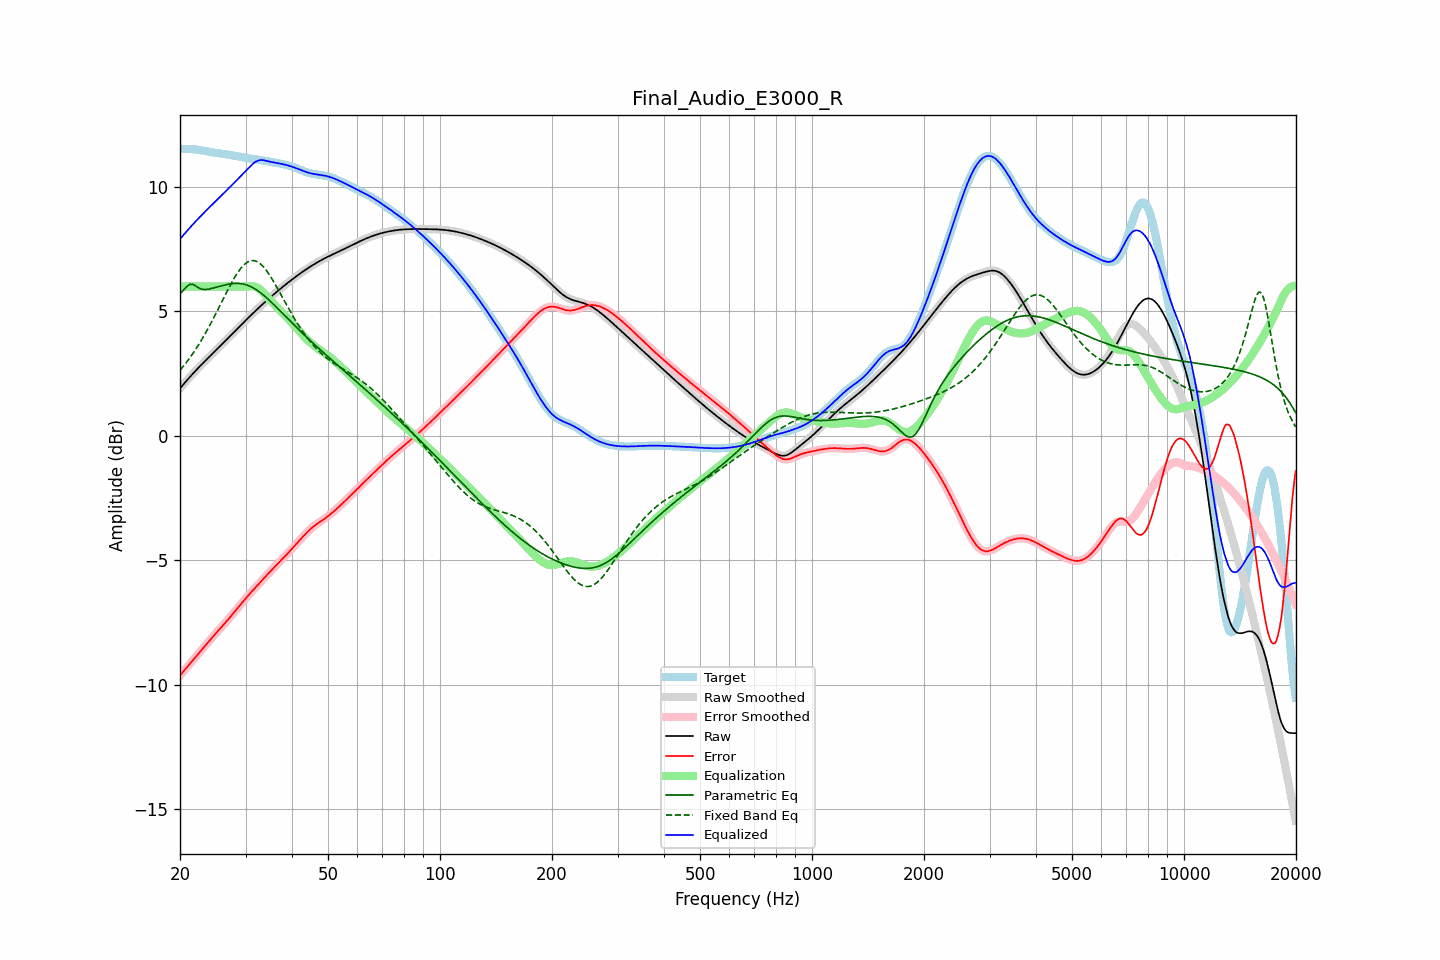 Final_Audio_E3000_R
Amplitude (dBr)
10
5
0
−5
−10
−15
20
50
100
200
500
1000
2000
5000
10000
20000
Frequency (Hz)
Target
Raw Smoothed
Error Smoothed
Raw
Error
Equalization
Parametric Eq
Fixed Band Eq
Equalized